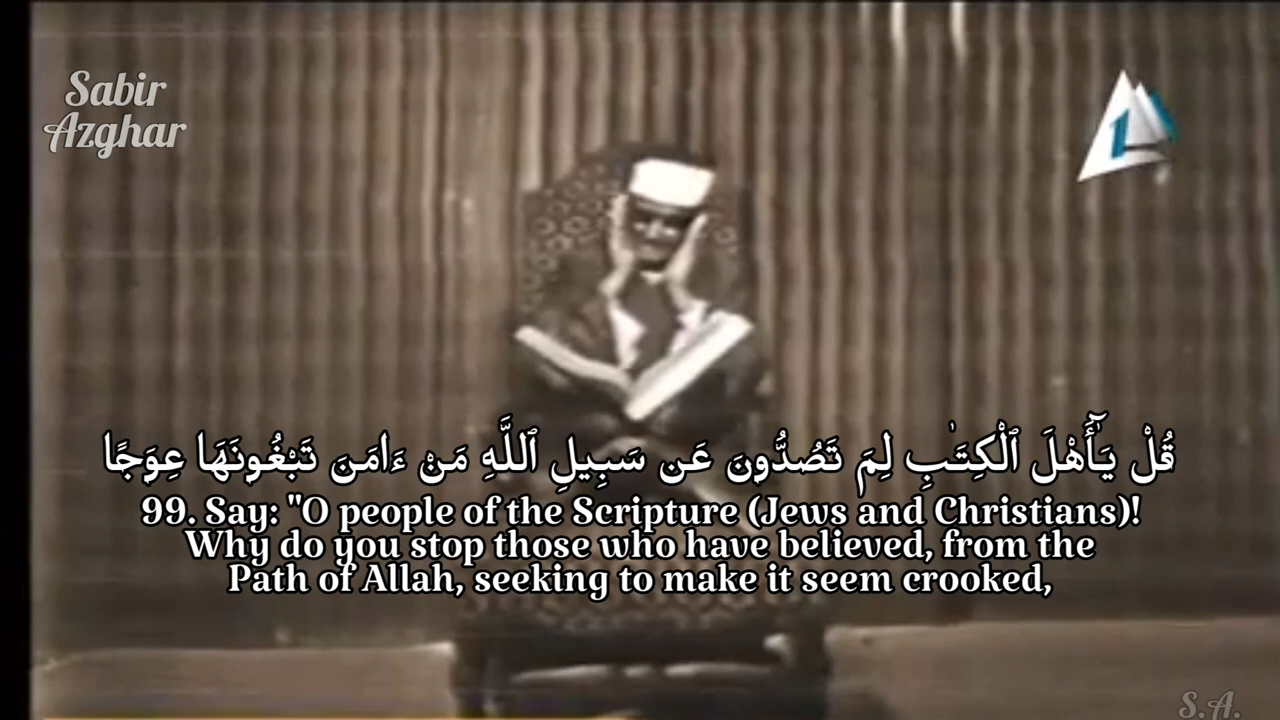 Sabir
Azghar
1
قُلْ يَـٰٓأَهْلَ ٱلْكِتَـٰبِ لِمَ تَصُدُّونَ عَن سَبِيلِ ٱللَّهِ مَنْ ءَامَنَ تَبْغُونَهَا عِوَجًا
99. Say: "O people of the Scripture (Jews and Christians)!
Why do you stop those who have believed, from the
Path of Allah, seeking to make it seem crooked,
S.A.